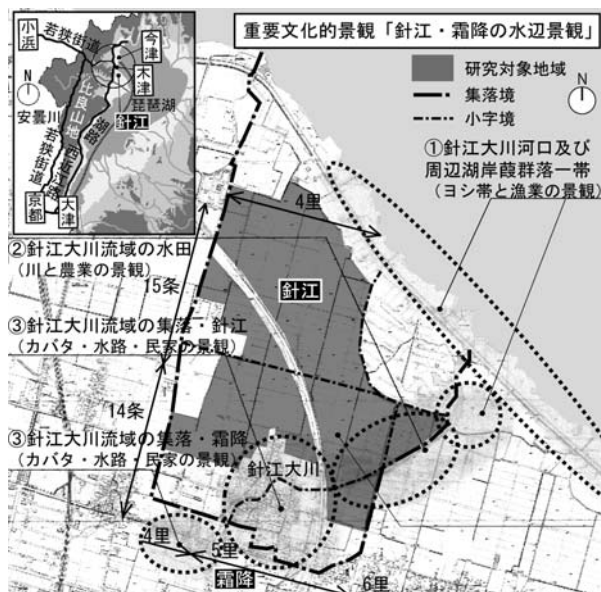 重要文化的景観「針江・霜降の水辺景観」
研究対象地域
集落境
小字境
N
小浜
若狭街道
今津
木津
N
比良山地
琵琶湖
湖路
針江
安曇川
若狭街道
西近江路
京都
大津
①針江大川河口及び
周辺湖岸葭群落一帯
(ヨシ帯と漁業の景観)
4里
②針江大川流域の水田
(川と農業の景観)
15条
針江
③針江大川流域の集落・針江
(カバタ・水路・民家の景観)
14条
③針江大川流域の集落・霜降
(カバタ・水路・民家の景観)
針江大川
4里
5里
霜降
6里